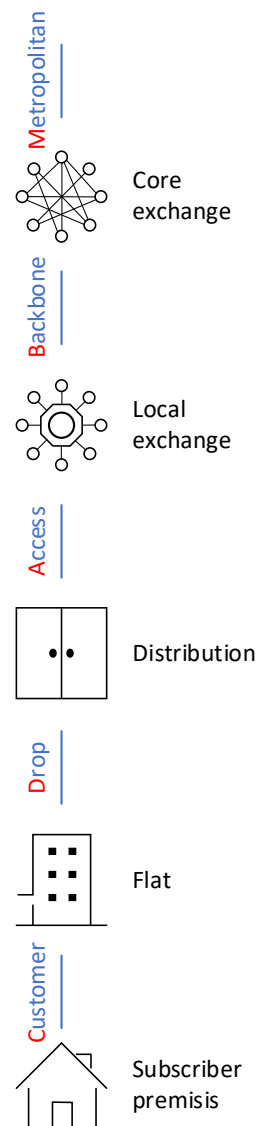 Metropolitan
Core
exchange
Backbone
Local
exchange
Access
Distribution
Drop
Flat
Customer
Subscriber
premisis